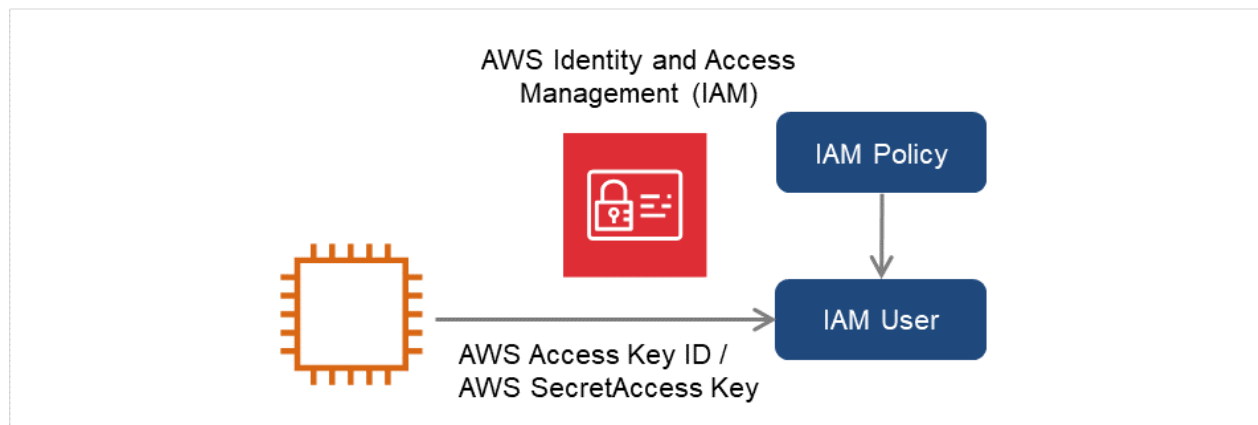 AWS Identity and Access
Management (IAM)
IAM Policy
IAM User
AWS Access Key ID /
AWS SecretAccess Key